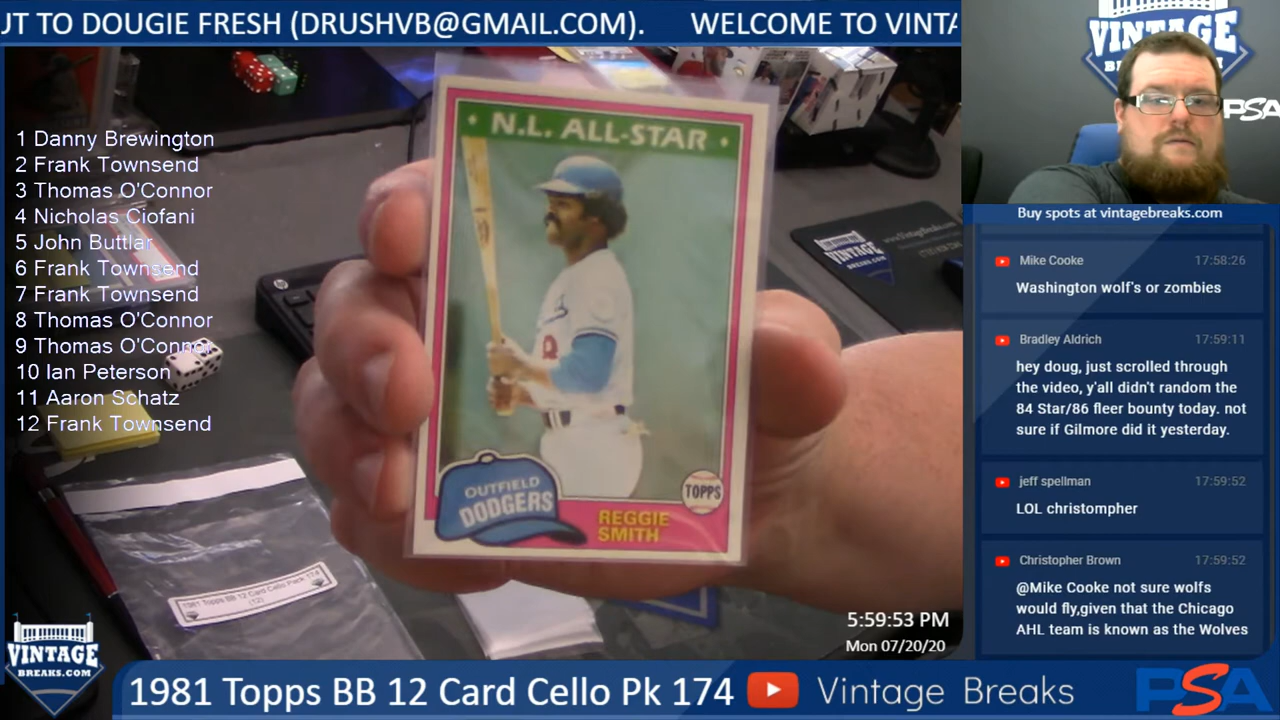 UT TO DOUGIE FRESH (DRUSHVB@GMAIL.COM). WELCOME TO VINTA
VINTAGE
BREAKS
PSA
1 Danny Brewington
2 Frank Townsend
3 Thomas O'Connor
4 Nicholas Ciofani
5 John Buttlar
6 Frank Townsend
7 Frank Townsend
8 Thomas O'Connor
9 Thomas O'Connor
10 Ian Peterson
11 Aaron Schatz
12 Frank Townsend
N.L. ALL-STAR
OUTFIELD
DODGERS
TOPPS
REGGIE
SMITH
VINTAGE
BREAKS
hp
1981 Topps BB 12 Card Cello Pack 174
(12)
Buy spots at vintagebreaks.com
Mike Cooke 17:58:26
Washington wolf's or zombies
Bradley Aldrich 17:59:11
hey doug, just scrolled through
the video, y'all didn't random the
84 Star/86 fleer bounty today. not
sure if Gilmore did it yesterday.
jeff spellman 17:59:52
LOL christompher
Christopher Brown 17:59:52
@Mike Cooke not sure wolfs
would fly,given that the Chicago
AHL team is known as the Wolves
5:59:53 PM
Mon 07/20/20
VINTAGE
BREAKS.COM
1981 Topps BB 12 Card Cello Pk 174
Vintage Breaks
PSA